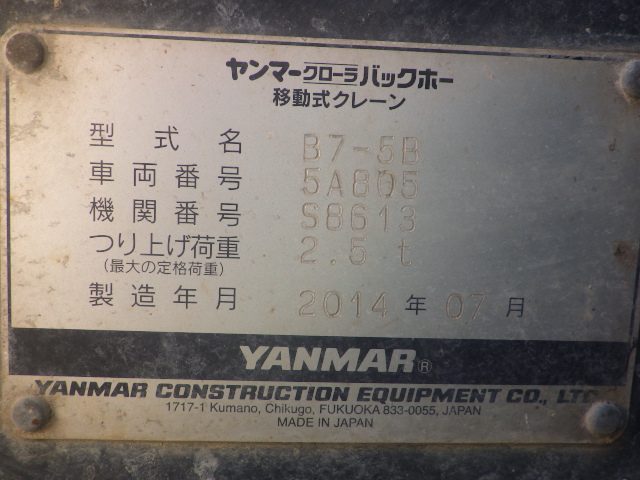 ヤンマークローラバックホー
移動式クレーン
型式名 B7-5B
車両番号 5A805
機関番号 S8613
つり上げ荷重 2.5 t
(最大の定格荷重)
製造年月 2014 年 07 月
YANMAR®
YANMAR CONSTRUCTION EQUIPMENT CO., LTD
1717-1 Kumano, Chikugo, FUKUOKA 833-0055, JAPAN
MADE IN JAPAN